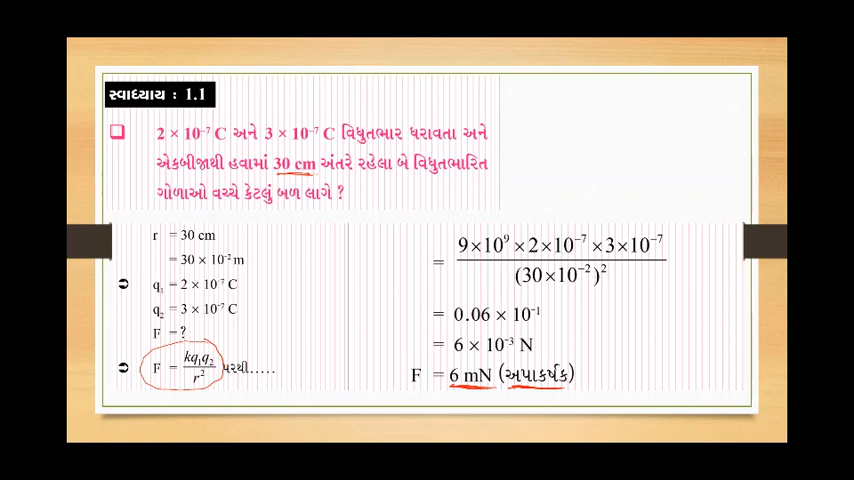 સ્વાધ્યાય : 1.1
❑ 2 × 10⁻⁷ C અને 3 × 10⁻⁷ C વિધુતભાર ધરાવતા અને
એકબીજાથી હવામાં 30 cm અંતરે રહેલા બે વિધુતભારિત
ગોળાઓ વચ્ચે કેટલું બળ લાગે ?
r = 30 cm
= 30 × 10⁻² m
➲ q₁ = 2 × 10⁻⁷ C
q₂ = 3 × 10⁻⁷ C
F = ?
➲ F = kq₁q₂ / r² પરથી.....
= 9×10⁹ ×2×10⁻⁷ ×3×10⁻⁷ / (30×10⁻²)²
= 0.06 × 10⁻¹
= 6 × 10⁻³ N
F = 6 mN (અપાકર્ષક)